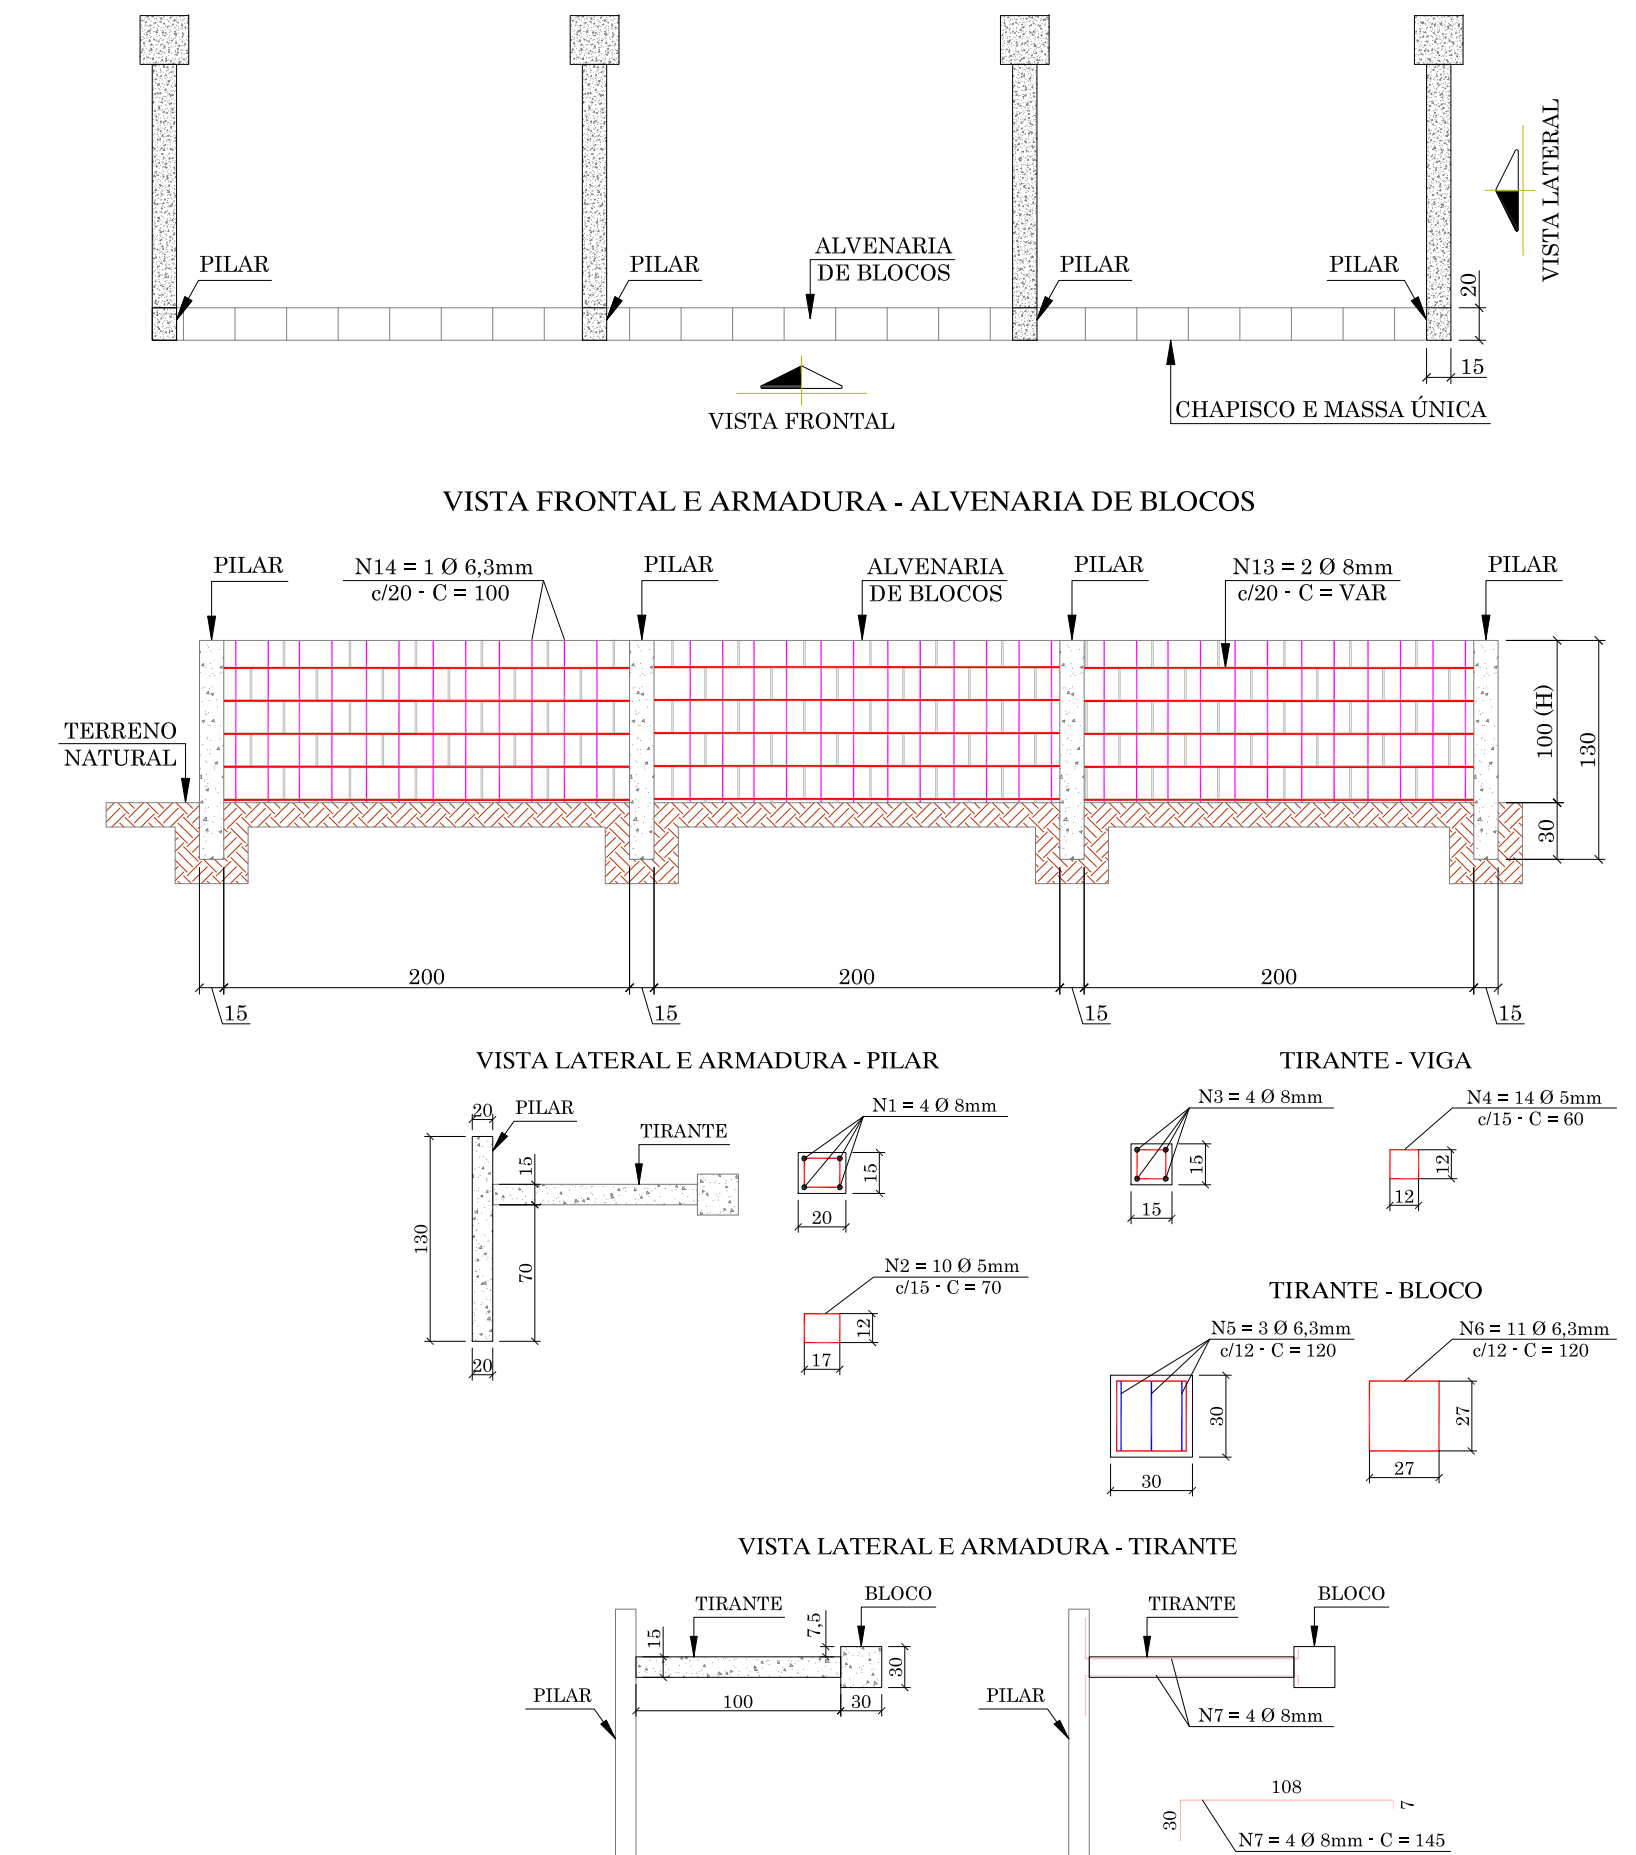 VISTA LATERAL
PILAR
PILAR
ALVENARIA
DE BLOCOS
PILAR
PILAR
20
15
VISTA FRONTAL
CHAPISCO E MASSA ÚNICA
VISTA FRONTAL E ARMADURA - ALVENARIA DE BLOCOS
PILAR
N14 = 1 Ø 6,3mm
c/20 - C = 100
PILAR
ALVENARIA
DE BLOCOS
PILAR
N13 = 2 Ø 8mm
c/20 - C = VAR
PILAR
TERRENO
NATURAL
100 (H)
130
30
200
200
200
15
15
15
15
VISTA LATERAL E ARMADURA - PILAR
20
PILAR
TIRANTE
15
130
70
20
N1 = 4 Ø 8mm
15
20
N2 = 10 Ø 5mm
c/15 - C = 70
12
17
TIRANTE - VIGA
N3 = 4 Ø 8mm
15
15
N4 = 14 Ø 5mm
c/15 - C = 60
12
12
TIRANTE - BLOCO
N5 = 3 Ø 6,3mm
c/12 - C = 120
30
30
N6 = 11 Ø 6,3mm
c/12 - C = 120
27
27
VISTA LATERAL E ARMADURA - TIRANTE
TIRANTE
BLOCO
15
7,5
30
PILAR
100
30
TIRANTE
BLOCO
PILAR
N7 = 4 Ø 8mm
108
30
7
N7 = 4 Ø 8mm - C = 145